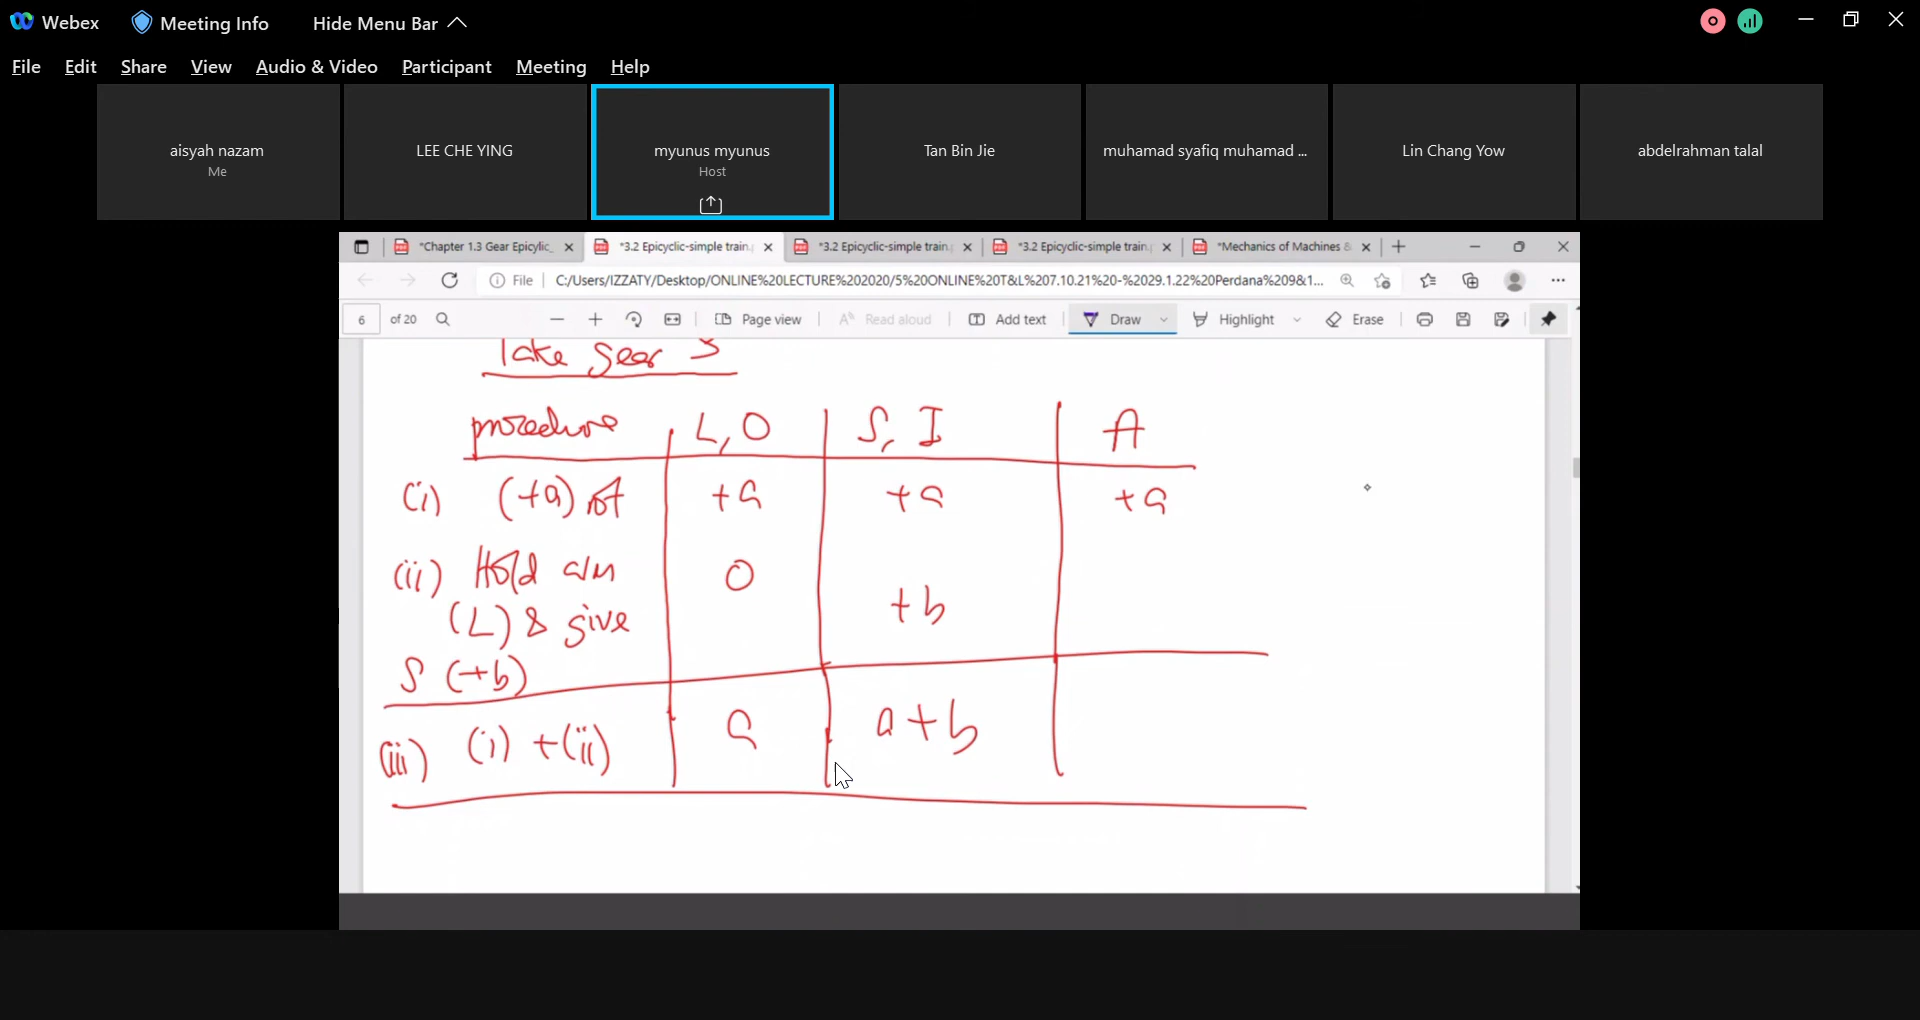 Webex Meeting Info Hide Menu Bar
File Edit Share View Audio & Video Participant Meeting Help
aisyah nazam
Me
LEE CHE YING
myunus myunus
Host
Tan Bin Jie
muhamad syafiq muhamad ...
Lin Chang Yow
abdelrahman talal
*Chapter 1.3 Gear Epicylic_ *3.2 Epicyclic-simple train.p *3.2 Epicyclic-simple train.p *3.2 Epicyclic-simple train.p *Mechanics of Machines &
File C:/Users/IZZATY/Desktop/ONLINE%20LECTURE%202020/5%20ONLINE%20T&L%207.10.21%20-%2029.1.22%20Perdana%209&1...
6 of 20 Page view Read aloud Add text Draw Highlight Erase
Take gear 3
procedure L, O S, I A
(i) (+a) rot +a +a +a
(ii) Hold arm 0
(L) & give +b
S (+b)
(iii) (i) + (ii) a a+b